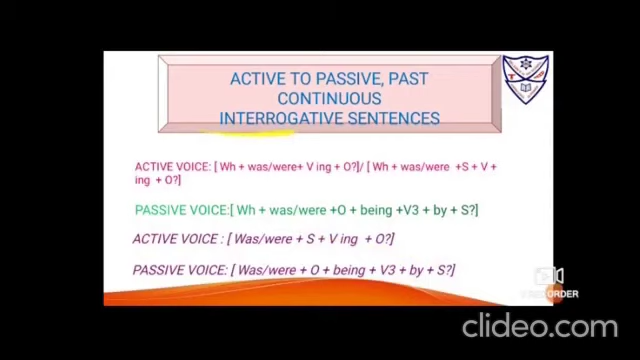 ACTIVE TO PASSIVE, PAST
CONTINUOUS
INTERROGATIVE SENTENCES
ACTIVE VOICE: [ Wh + was/were+ V ing + O?]/ [ Wh + was/were +S + V +
ing + O?]
PASSIVE VOICE:[ Wh + was/were +O + being +V3 + by + S?]
ACTIVE VOICE : [ Was/were + S + V ing + O?]
PASSIVE VOICE: [ Was/were + O + being + V3 + by + S?]
clideo.com